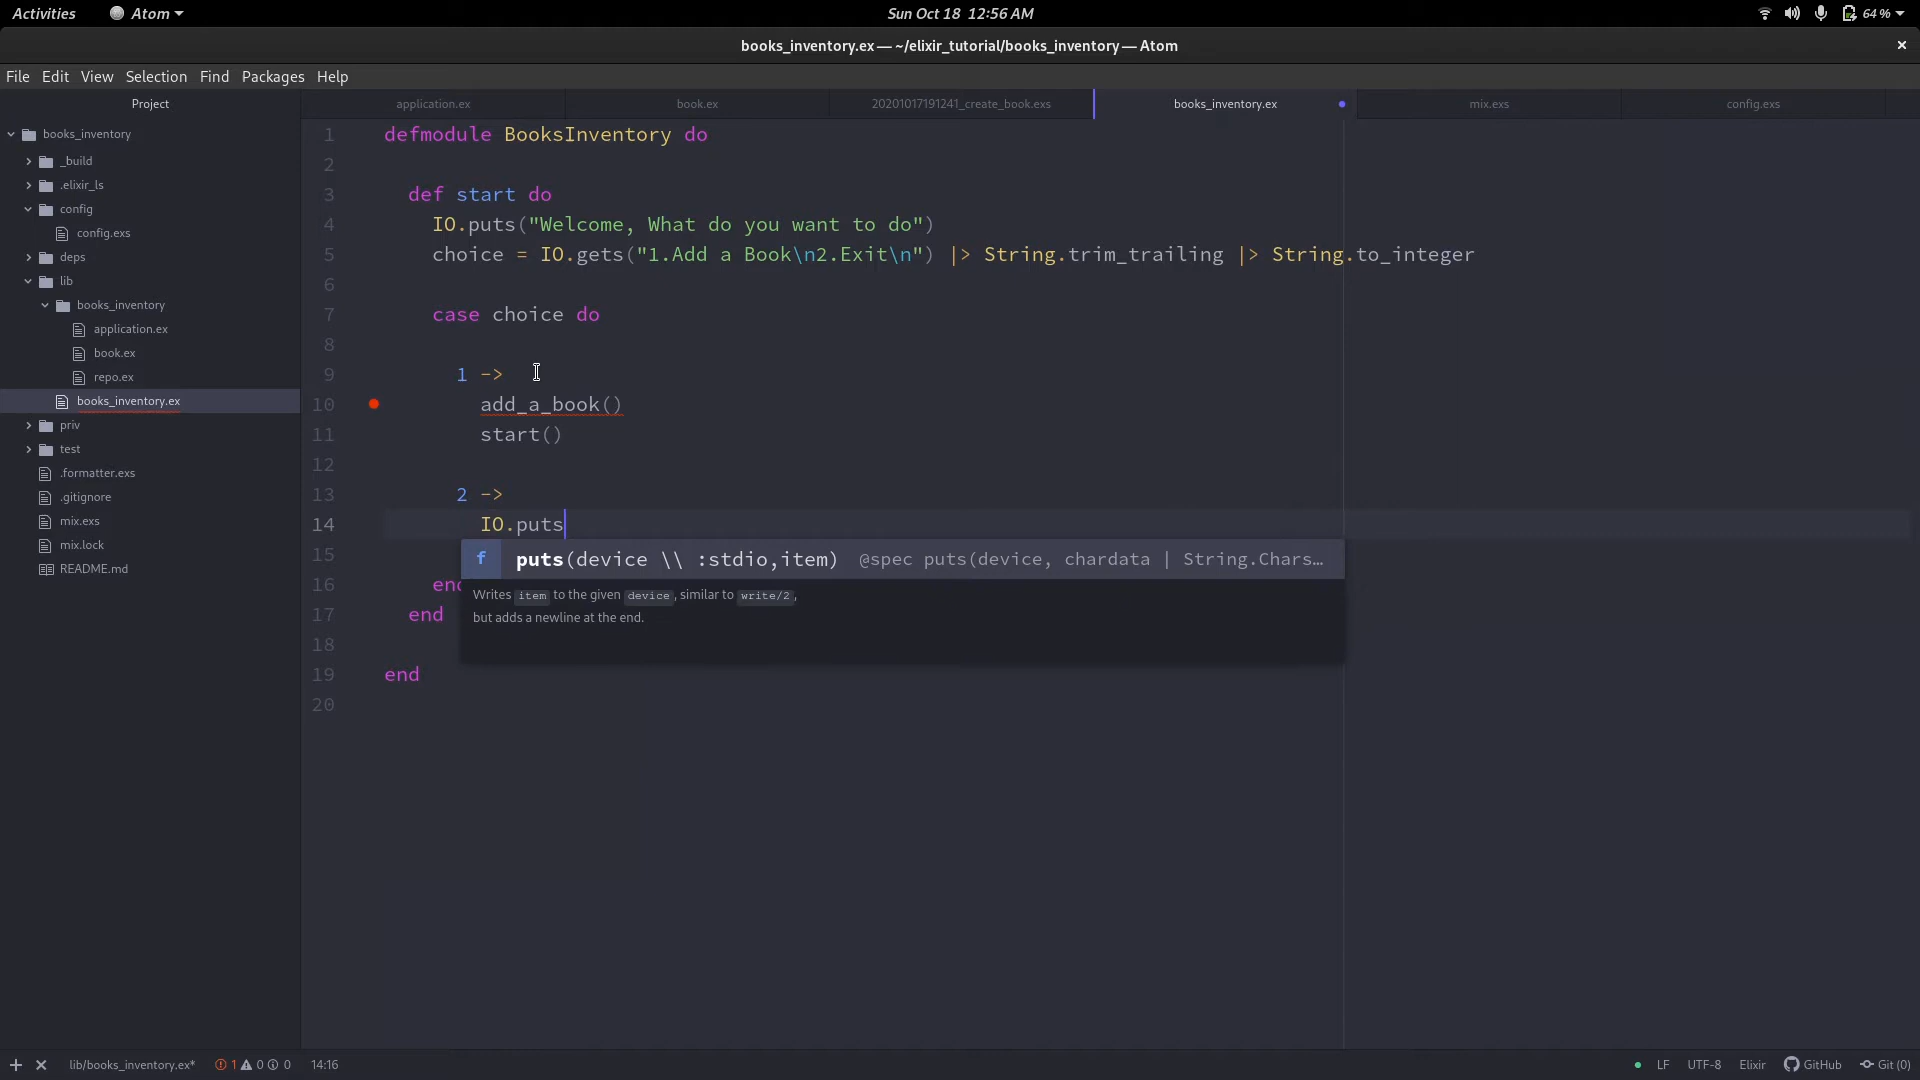 Activities Atom Sun Oct 18 12:56 AM 64 %
books_inventory.ex — ~/elixir_tutorial/books_inventory — Atom
File Edit View Selection Find Packages Help
Project
application.ex book.ex 20201017191241_create_book.exs books_inventory.ex mix.exs config.exs
books_inventory
_build
.elixir_ls
config
config.exs
deps
lib
books_inventory
application.ex
book.ex
repo.ex
books_inventory.ex
priv
test
.formatter.exs
.gitignore
mix.exs
mix.lock
README.md
1 defmodule BooksInventory do
2
3 def start do
4 IO.puts("Welcome, What do you want to do")
5 choice = IO.gets("1.Add a Book\n2.Exit\n") |> String.trim_trailing |> String.to_integer
6
7 case choice do
8
9 1 ->
10 add_a_book()
11 start()
12
13 2 ->
14 IO.puts
15
f puts(device \\ :stdio,item) @spec puts(device, chardata | String.Chars…
16 end
Writes item to the given device, similar to write/2,
but adds a newline at the end.
17 end
18
19 end
20
lib/books_inventory.ex* 1 0 0 14:16 LF UTF-8 Elixir GitHub Git (0)